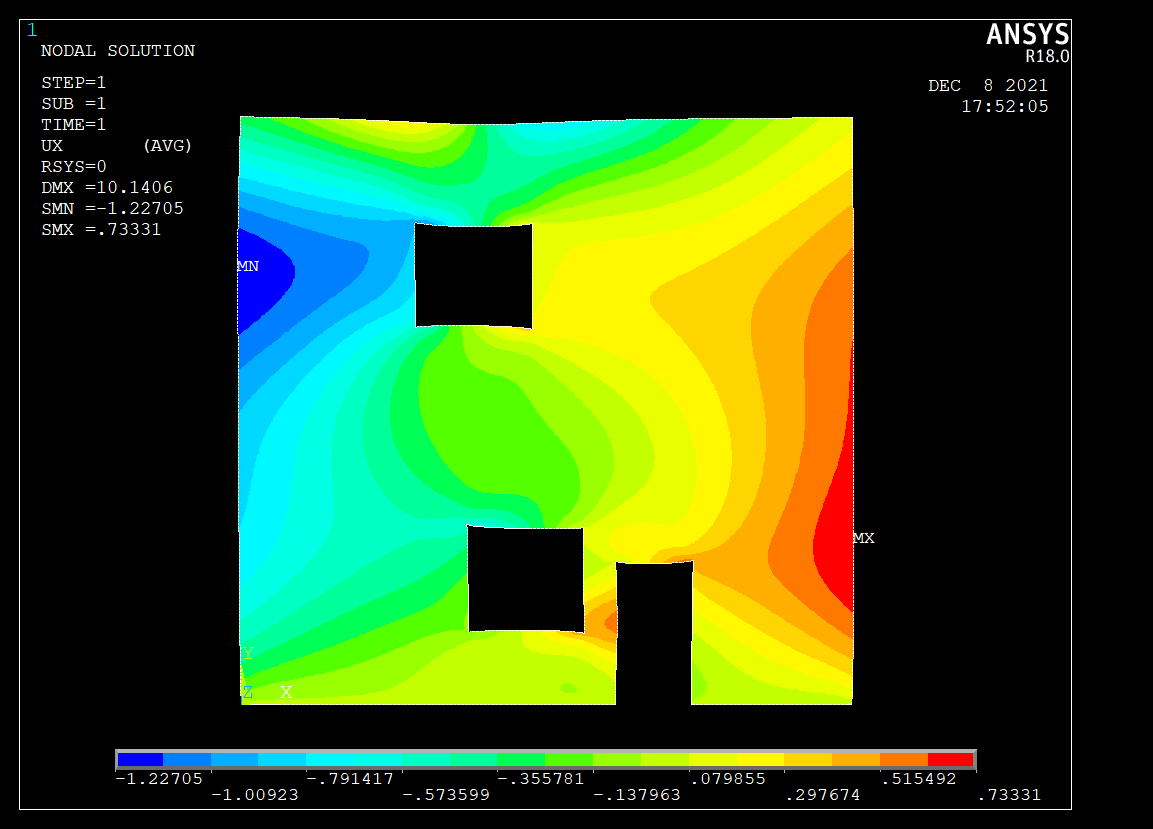 1
ANSYS
R18.0
NODAL SOLUTION
DEC  8 2021
17:52:05
STEP=1
SUB =1
TIME=1
UX       (AVG)
RSYS=0
DMX =10.1406
SMN =-1.22705
SMX =.73331
MN
MX
Y
Z X
-1.22705 -.791417 -.355781 .079855 .515492
-1.00923 -.573599 -.137963 .297674 .73331